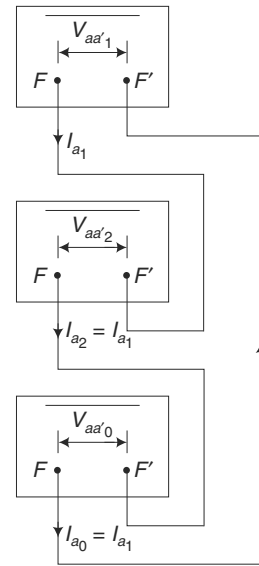 V_{aa'_1}
F F′
I_{a_1}
V_{aa'_2}
F F′
I_{a_2} = I_{a_1}
V_{aa'_0}
F F′
I_{a_0} = I_{a_1}